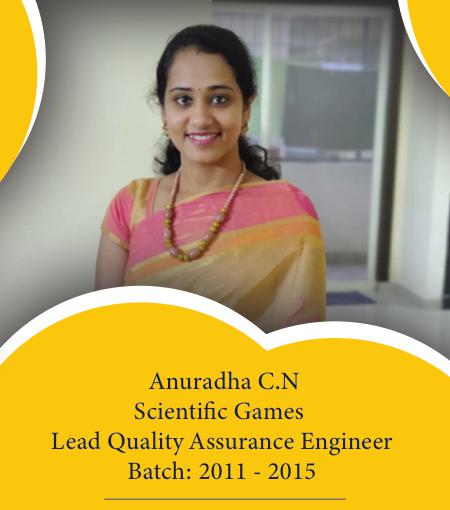 Anuradha C.N
Scientific Games
Lead Quality Assurance Engineer
Batch: 2011 - 2015